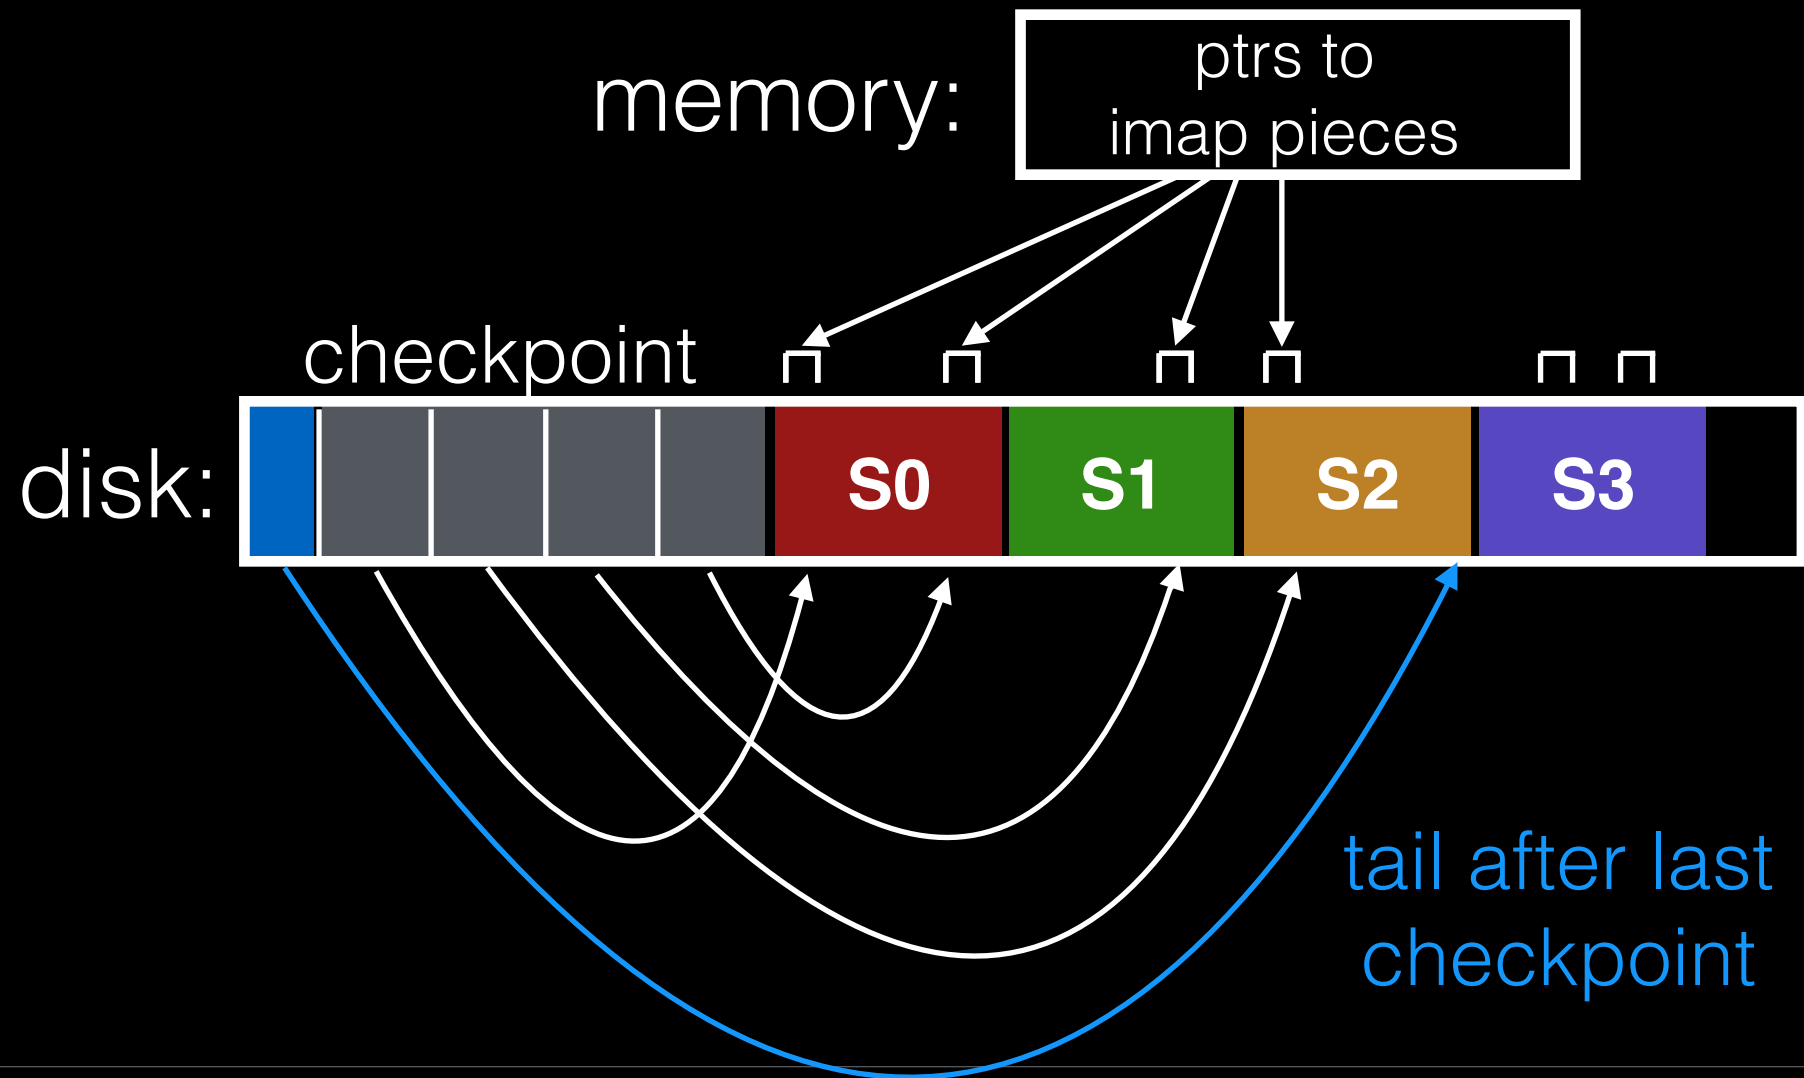 memory:
ptrs to
imap pieces
checkpoint
disk:
S0
S1
S2
S3
tail after last
checkpoint